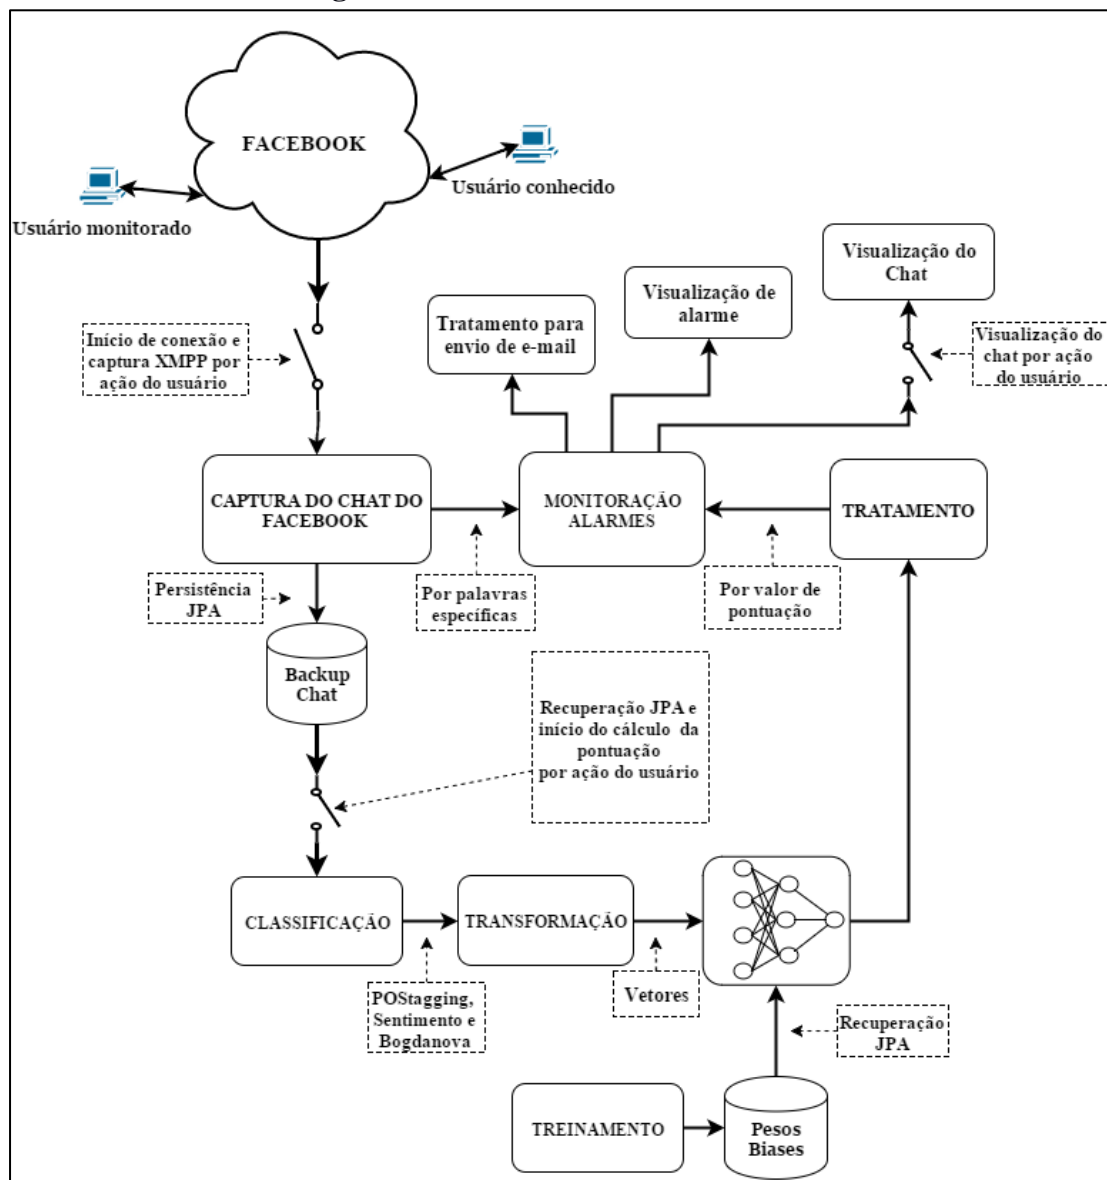 FACEBOOK
Usuário conhecido
Usuário monitorado
Visualização do
Chat
Visualização de
alarme
Tratamento para
envio de e-mail
Início de conexão e
captura XMPP por
ação do usuário
Visualização do
chat por ação
do usuário
CAPTURA DO CHAT DO
FACEBOOK
MONITORAÇÃO
ALARMES
TRATAMENTO
Persistência
JPA
Por palavras
específicas
Por valor de
pontuação
Backup
Chat
Recuperação JPA e
início do cálculo da
pontuação
por ação do usuário
CLASSIFICAÇÃO
TRANSFORMAÇÃO
POStagging,
Sentimento e
Bogdanova
Vetores
Recuperação
JPA
TREINAMENTO
Pesos
Biases